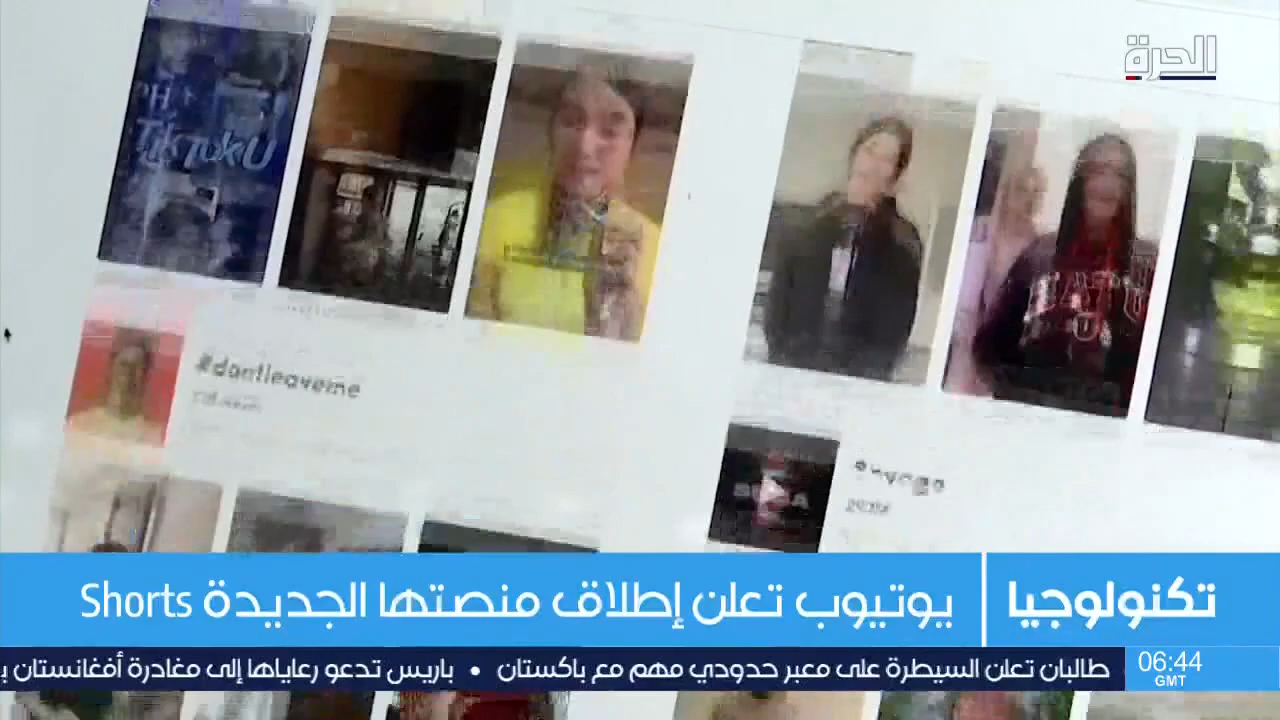 الحرة
TikTok
#dontleaveme
تكنولوجيا
يوتيوب تعلن إطلاق منصتها الجديدة Shorts
06:44
GMT
طالبان تعلن السيطرة على معبر حدودي مهم مع باكستان • باريس تدعو رعاياها إلى مغادرة أفغانستان